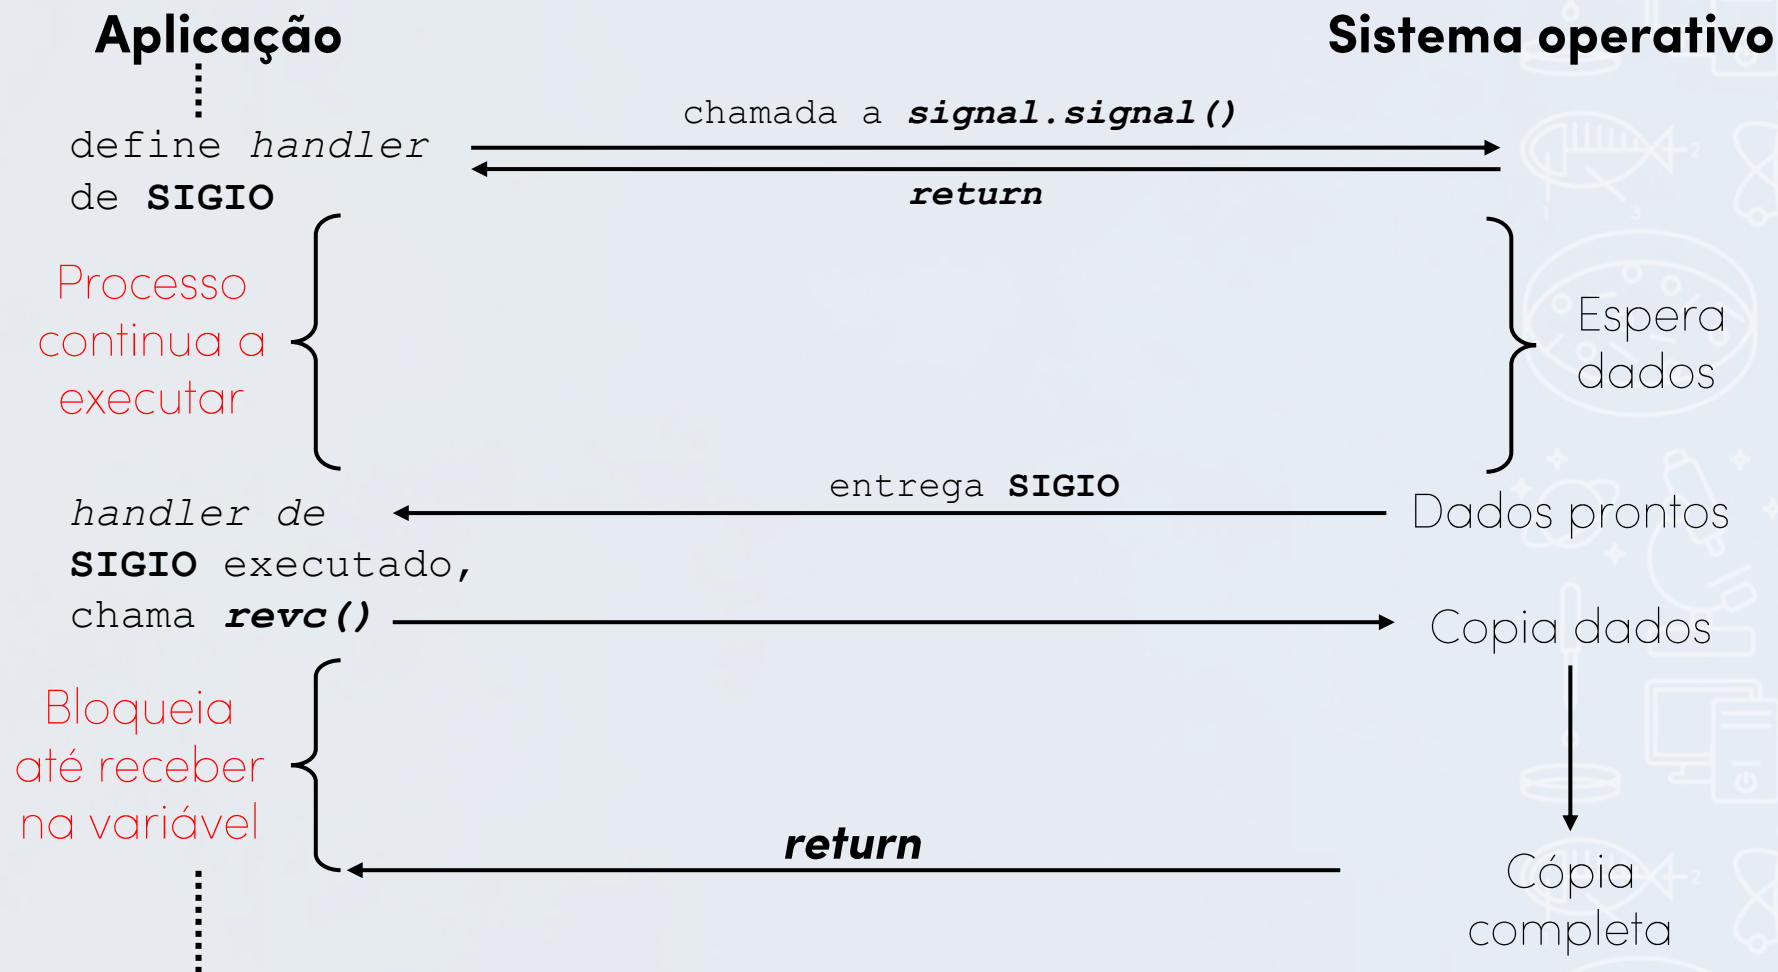 Aplicação
Sistema operativo
chamada a signal.signal()
define handler
de SIGIO
return
Processo
continua a
executar
Espera
dados
entrega SIGIO
Dados prontos
handler de
SIGIO executado,
chama revc()
Copia dados
Bloqueia
até receber
na variável
return
Cópia
completa